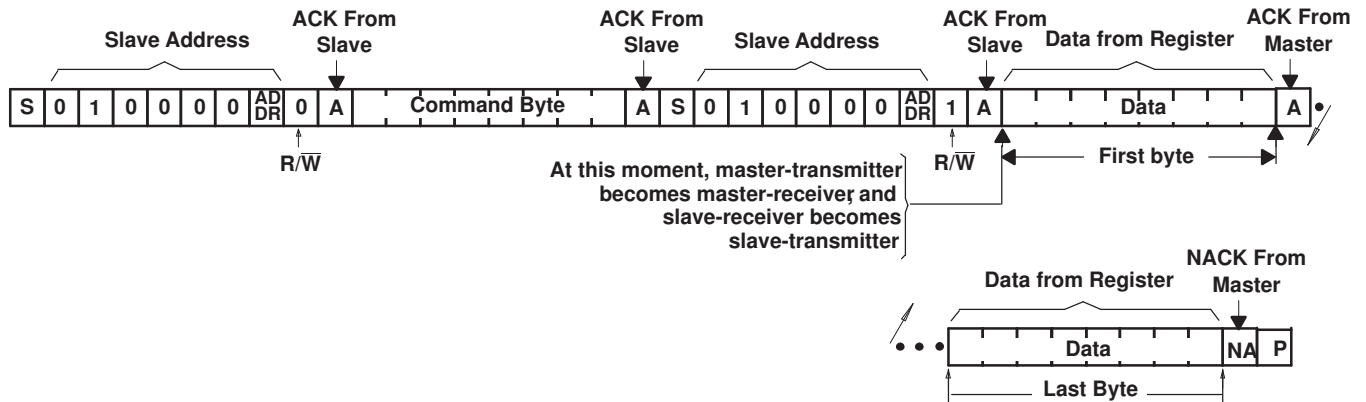 Slave Address
ACK From
Slave
ACK From
Slave
Slave Address
ACK From
Slave
Data from Register
ACK From
Master
S 0 1 0 0 0 0 AD DR 0 A Command Byte A S 0 1 0 0 0 0 AD DR 1 A Data A
R/W̅
R/W̅
First byte
At this moment, master-transmitter
becomes master-receiver, and
slave-receiver becomes
slave-transmitter
Data from Register
NACK From
Master
Data NA P
Last Byte